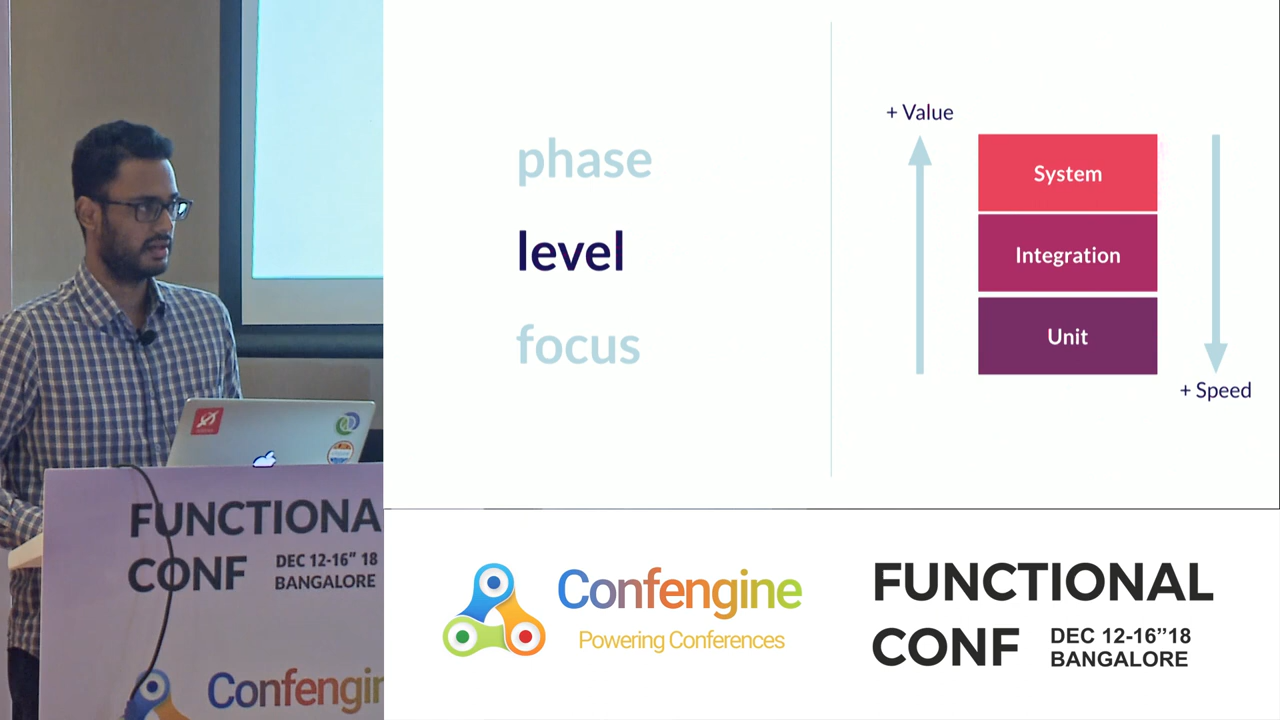 phase
level
focus
+ Value
System
Integration
Unit
+ Speed
FUNCTIONA
CONF
DEC 12-16” 18
BANGALORE
Confengin
Confengine
Powering Conferences
FUNCTIONAL
CONF
DEC 12-16”18
BANGALORE